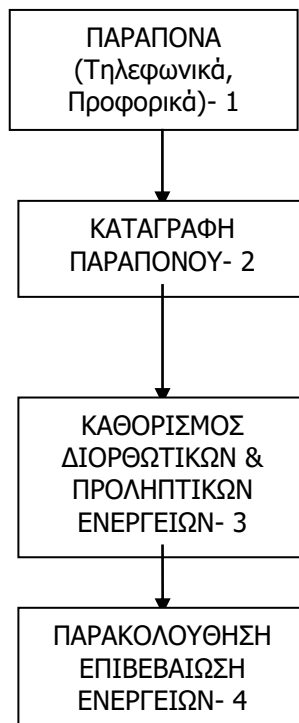 ΠΑΡΑΠΟΝΑ
(Τηλεφωνικά,
Προφορικά)- 1
ΚΑΤΑΓΡΑΦΗ
ΠΑΡΑΠΟΝΟΥ- 2
ΚΑΘΟΡΙΣΜΟΣ
ΔΙΟΡΘΩΤΙΚΩΝ &
ΠΡΟΛΗΠΤΙΚΩΝ
ΕΝΕΡΓΕΙΩΝ- 3
ΠΑΡΑΚΟΛΟΥΘΗΣΗ
ΕΠΙΒΕΒΑΙΩΣΗ
ΕΝΕΡΓΕΙΩΝ- 4